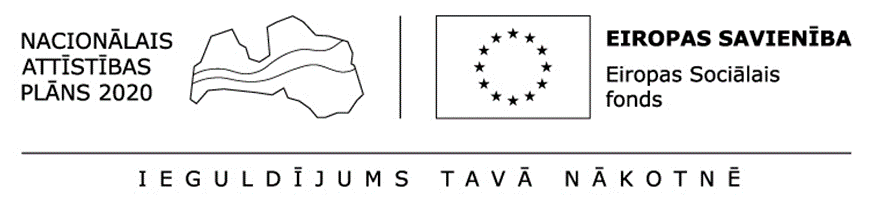 NACIONĀLAIS
ATTĪSTĪBAS
PLĀNS 2020
EIROPAS SAVIENĪBA
Eiropas Sociālais
fonds
IEGULDĪJUMS TAVĀ NĀKOTNĒ